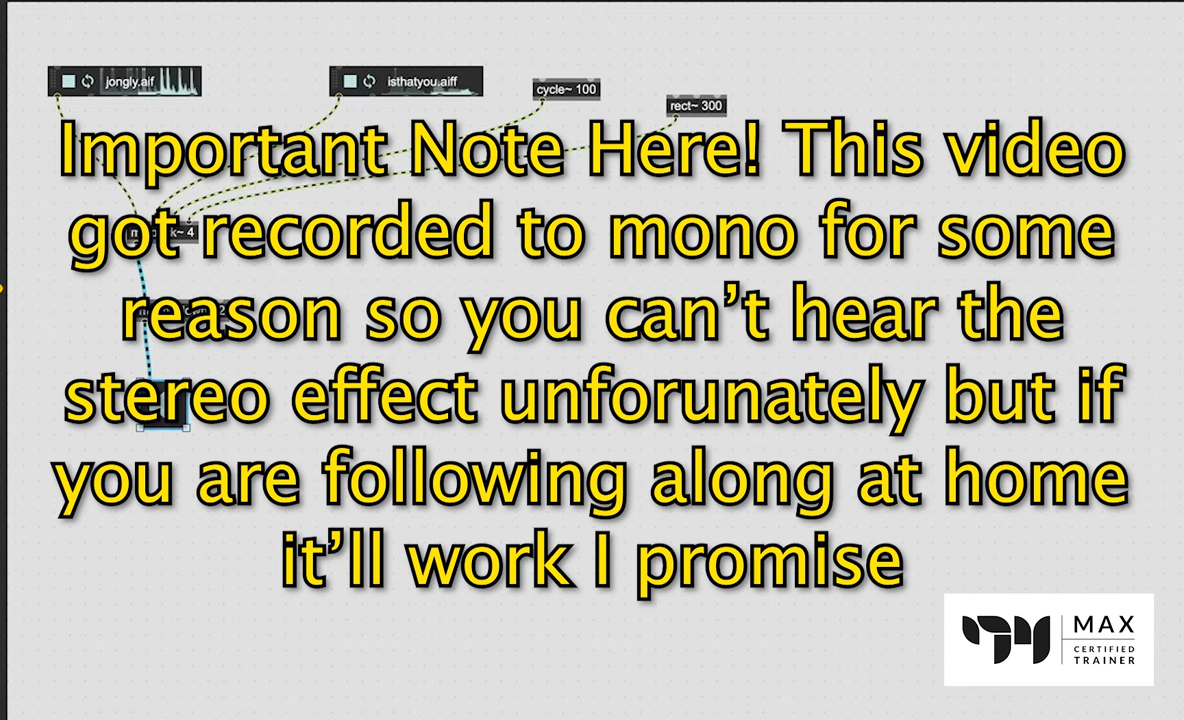 jongly.aif
isthatyou.aiff
cycle~ 100
rect~ 300
Important Note Here! This video
got recorded to mono for some
reason so you can’t hear the
stereo effect unforunately but if
you are following along at home
it’ll work I promise
MAX
CERTIFIED
TRAINER